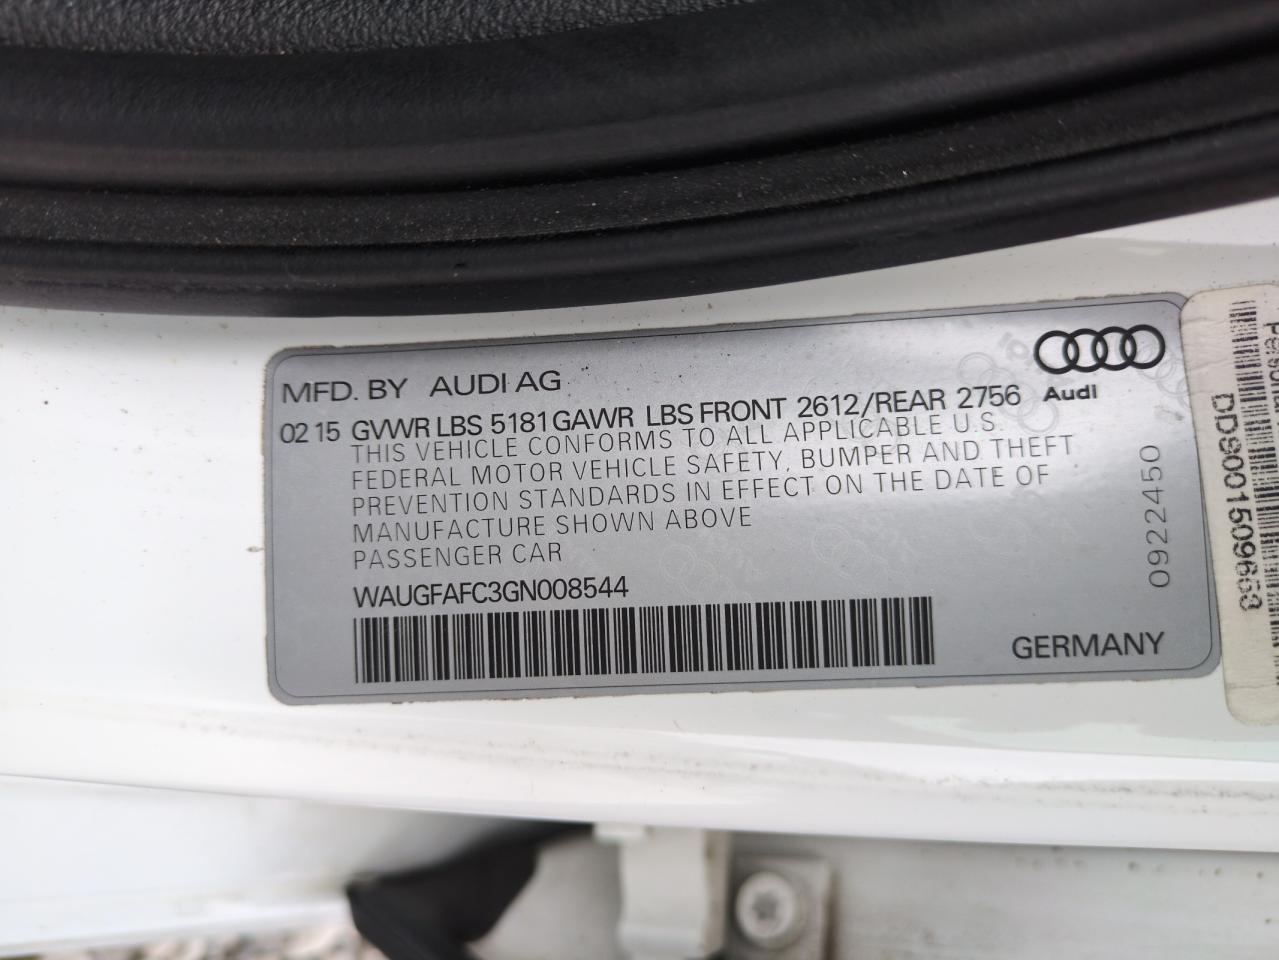 MFD. BY AUDI AG
Audi
02 15 GVWR LBS 5181 GAWR LBS FRONT 2612/REAR 2756
THIS VEHICLE CONFORMS TO ALL APPLICABLE U.S.
FEDERAL MOTOR VEHICLE SAFETY, BUMPER AND THEFT
PREVENTION STANDARDS IN EFFECT ON THE DATE OF
MANUFACTURE SHOWN ABOVE
PASSENGER CAR
WAUGFAFC3GN008544
GERMANY
0922450